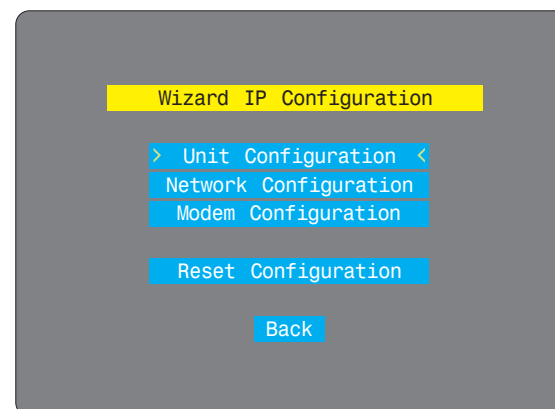 Wizard IP Configuration
> Unit Configuration <
Network Configuration
Modem Configuration
Reset Configuration
Back